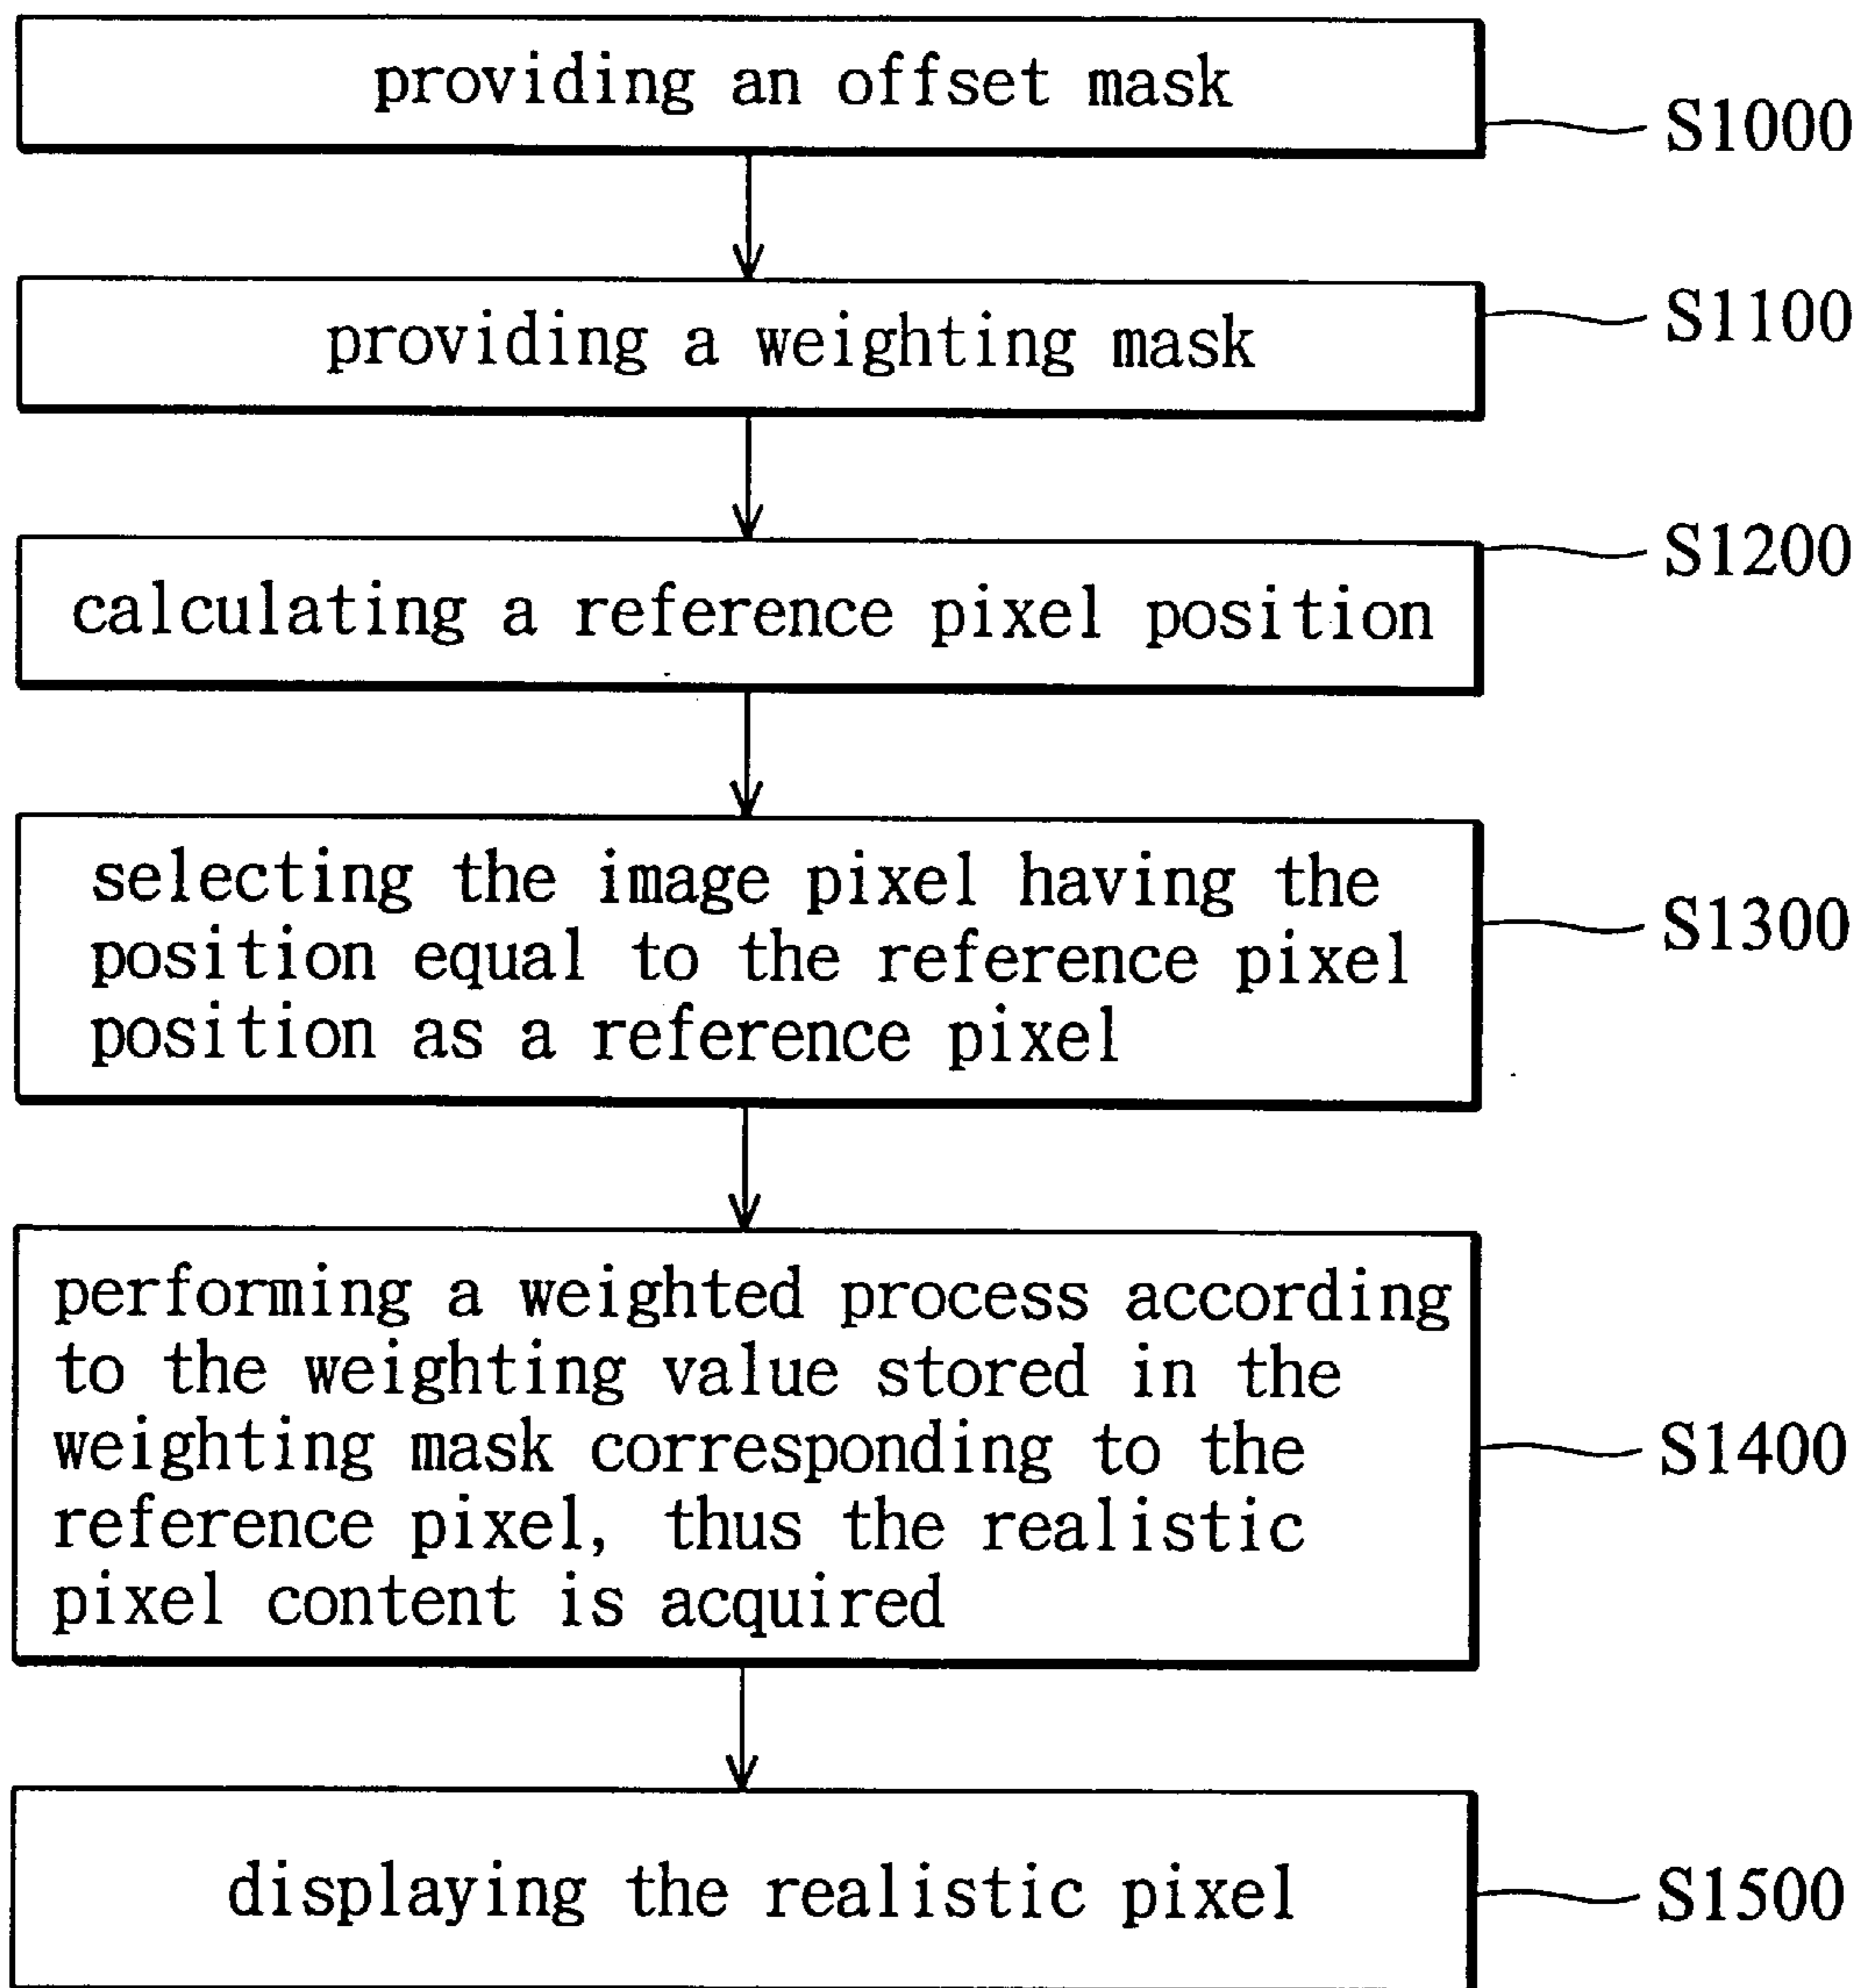 providing an offset mask
S1000
providing a weighting mask
S1100
calculating a reference pixel position
S1200
selecting the image pixel having the
position equal to the reference pixel
position as a reference pixel
S1300
performing a weighted process according
to the weighting value stored in the
weighting mask corresponding to the
reference pixel, thus the realistic
pixel content is acquired
S1400
displaying the realistic pixel
S1500